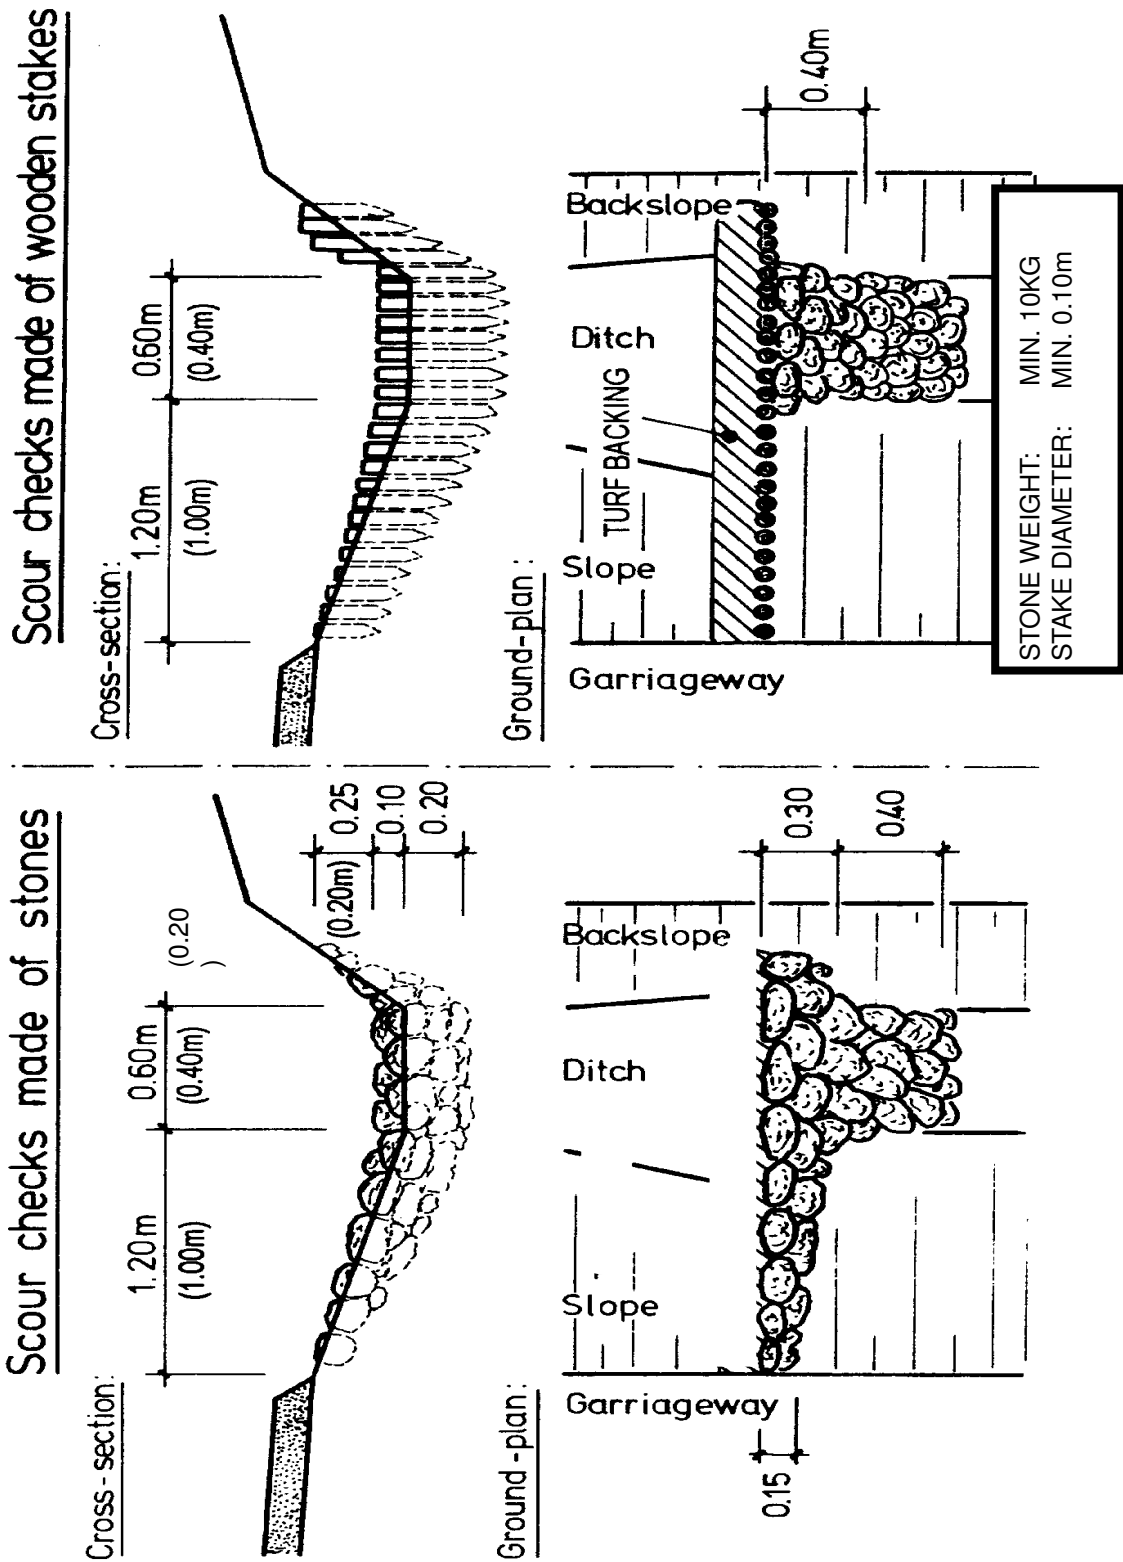 Scour checks made of stones
Cross-section:
1.20m
(1.00m)
0.60m
(0.40m)
(0.20
)
(0.20m)
0.25
0.10
0.20
Ground-plan:
Garriageway
Slope
Ditch
Backslope
0.15
0.30
0.40
Scour checks made of wooden stakes
Cross-section:
1.20m
(1.00m)
0.60m
(0.40m)
Ground-plan:
Garriageway
Slope
TURF BACKING
Ditch
Backslope
0.40m
STONE WEIGHT: MIN. 10KG
STAKE DIAMETER: MIN. 0.10m